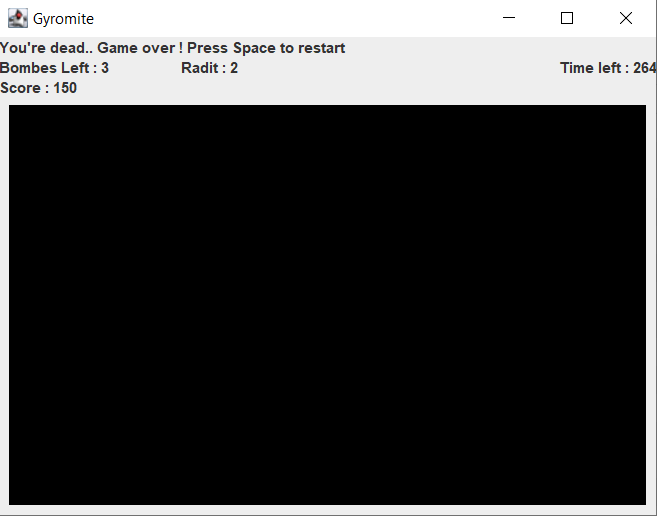 Gyromite
You're dead.. Game over ! Press Space to restart
Bombes Left : 3 Radit : 2 Time left : 264
Score : 150